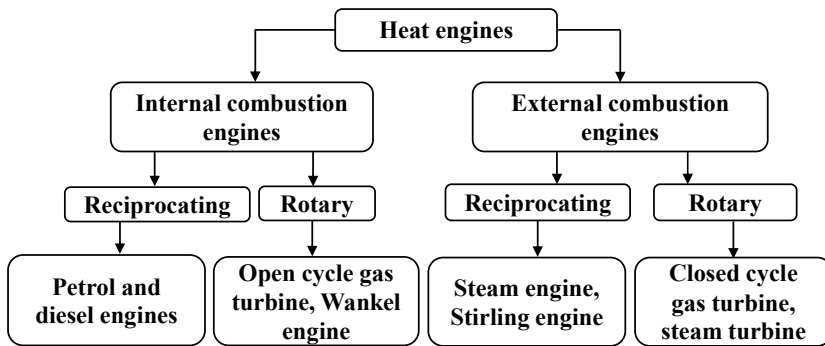 Heat engines
Internal combustion
engines
External combustion
engines
Reciprocating
Rotary
Reciprocating
Rotary
Petrol and
diesel engines
Open cycle gas
turbine, Wankel
engine
Steam engine,
Stirling engine
Closed cycle
gas turbine,
steam turbine